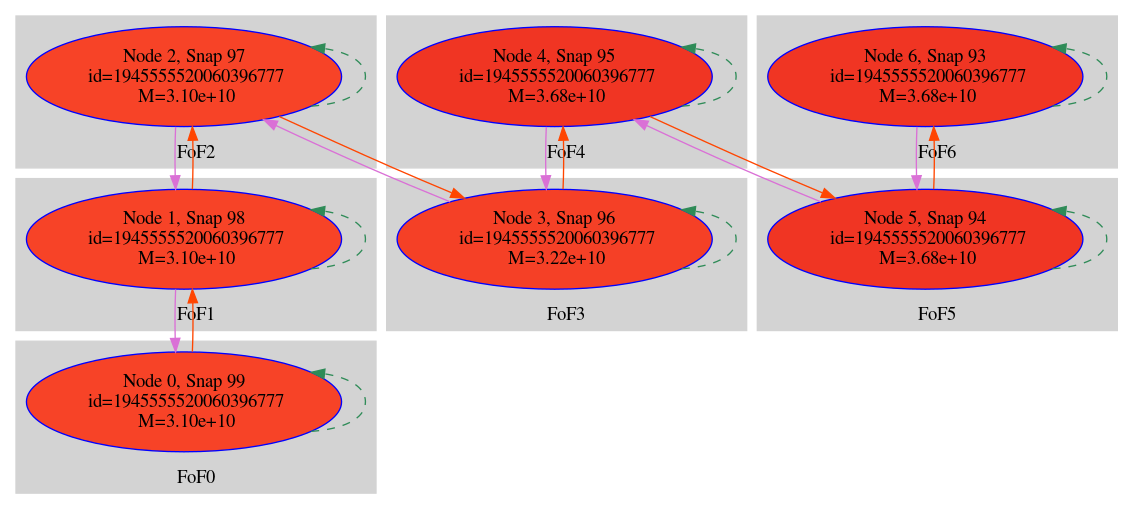 Node 2, Snap 97
id=1945555520060396777
M=3.10e+10
FoF2
Node 4, Snap 95
id=1945555520060396777
M=3.68e+10
FoF4
Node 6, Snap 93
id=1945555520060396777
M=3.68e+10
FoF6
Node 1, Snap 98
id=1945555520060396777
M=3.10e+10
FoF1
Node 3, Snap 96
id=1945555520060396777
M=3.22e+10
FoF3
Node 5, Snap 94
id=1945555520060396777
M=3.68e+10
FoF5
Node 0, Snap 99
id=1945555520060396777
M=3.10e+10
FoF0